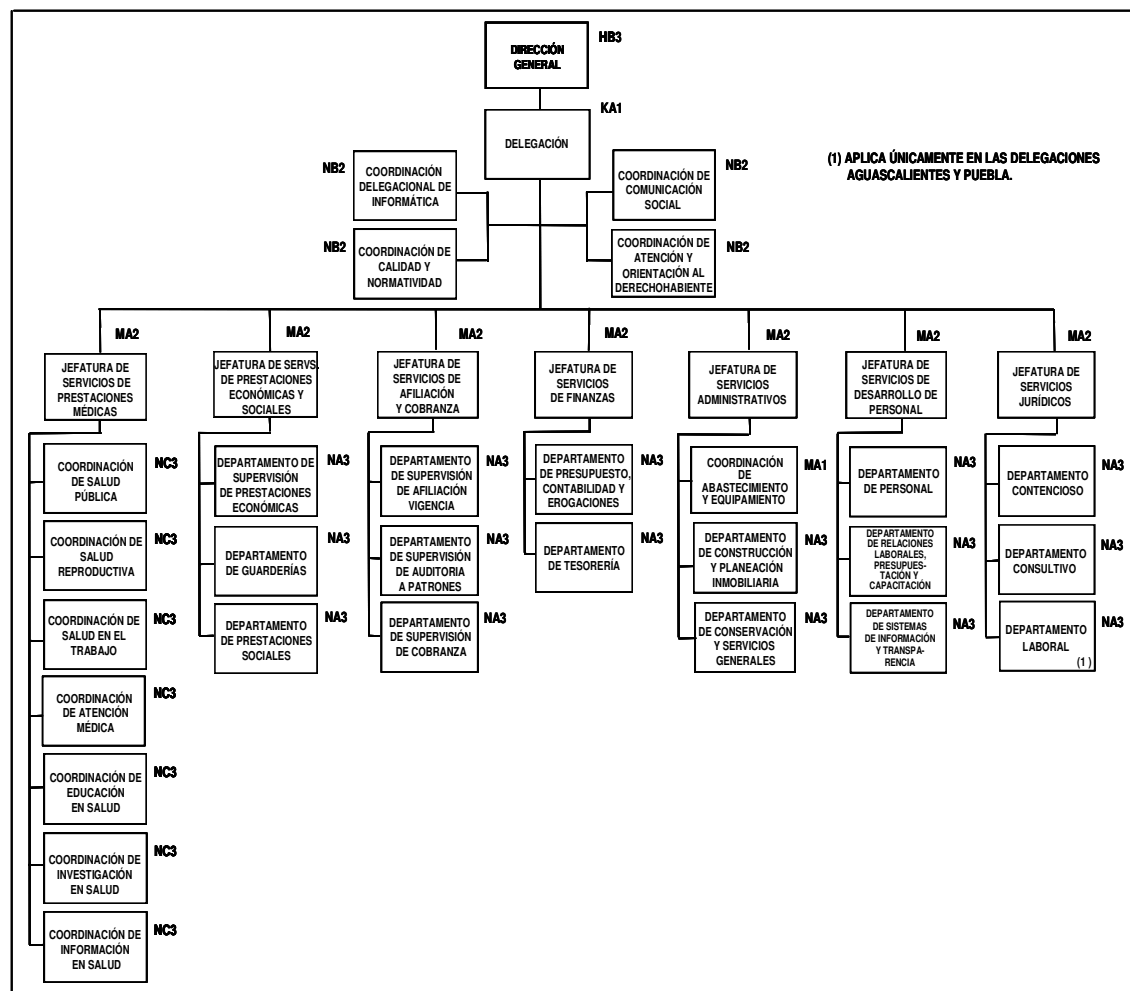 HB3
DIRECCIÓN
GENERAL
KA1
DELEGACIÓN
(1) APLICA ÚNICAMENTE EN LAS DELEGACIONES
AGUASCALIENTES Y PUEBLA.
NB2
COORDINACIÓN
DELEGACIONAL DE
INFORMÁTICA
NB2
COORDINACIÓN DE
COMUNICACIÓN
SOCIAL
NB2
COORDINACIÓN DE
CALIDAD Y
NORMATIVIDAD
NB2
COORDINACIÓN DE
ATENCIÓN Y
ORIENTACIÓN AL
DERECHOHABIENTE
MA2
JEFATURA DE
SERVICIOS DE
PRESTACIONES
MÉDICAS
NC3
COORDINACIÓN
DE SALUD
PÚBLICA
NC3
COORDINACIÓN DE
SALUD
REPRODUCTIVA
NC3
COORDINACIÓN DE
SALUD EN EL
TRABAJO
NC3
COORDINACIÓN
DE ATENCIÓN
MÉDICA
NC3
COORDINACIÓN DE
EDUCACIÓN
EN SALUD
NC3
COORDINACIÓN DE
INVESTIGACIÓN
EN SALUD
NC3
COORDINACIÓN DE
INFORMACIÓN
EN SALUD
MA2
JEFATURA DE SERVS.
DE PRESTACIONES
ECONÓMICAS Y
SOCIALES
NA3
DEPARTAMENTO DE
SUPERVISIÓN
DE PRESTACIONES
ECONÓMICAS
NA3
DEPARTAMENTO
DE GUARDERÍAS
NA3
DEPARTAMENTO
DE PRESTACIONES
SOCIALES
MA2
JEFATURA DE
SERVICIOS DE
AFILIACIÓN
Y COBRANZA
NA3
DEPARTAMENTO
DE SUPERVISIÓN
DE AFILIACIÓN
VIGENCIA
NA3
DEPARTAMENTO
DE SUPERVISIÓN
DE AUDITORIA
A PATRONES
NA3
DEPARTAMENTO
DE SUPERVISIÓN
DE COBRANZA
MA2
JEFATURA DE
SERVICIOS
DE FINANZAS
NA3
DEPARTAMENTO
DE PRESUPUESTO,
CONTABILIDAD Y
EROGACIONES
NA3
DEPARTAMENTO
DE TESORERÍA
MA2
JEFATURA DE
SERVICIOS
ADMINISTRATIVOS
MA1
COORDINACIÓN
DE
ABASTECIMIENTO
Y EQUIPAMIENTO
NA3
DEPARTAMENTO
DE CONSTRUCCIÓN
Y PLANEACIÓN
INMOBILIARIA
NA3
DEPARTAMENTO
DE CONSERVACIÓN
Y SERVICIOS
GENERALES
MA2
JEFATURA DE
SERVICIOS DE
DESARROLLO DE
PERSONAL
NA3
DEPARTAMENTO
DE PERSONAL
NA3
DEPARTAMENTO
DE RELACIONES
LABORALES,
PRESUPUES-
TACIÓN Y
CAPACITACIÓN
NA3
DEPARTAMENTO
DE SISTEMAS
DE INFORMACIÓN
Y TRANSPA-
RENCIA
MA2
JEFATURA DE
SERVICIOS
JURÍDICOS
NA3
DEPARTAMENTO
CONTENCIOSO
NA3
DEPARTAMENTO
CONSULTIVO
NA3
DEPARTAMENTO
LABORAL
(1)